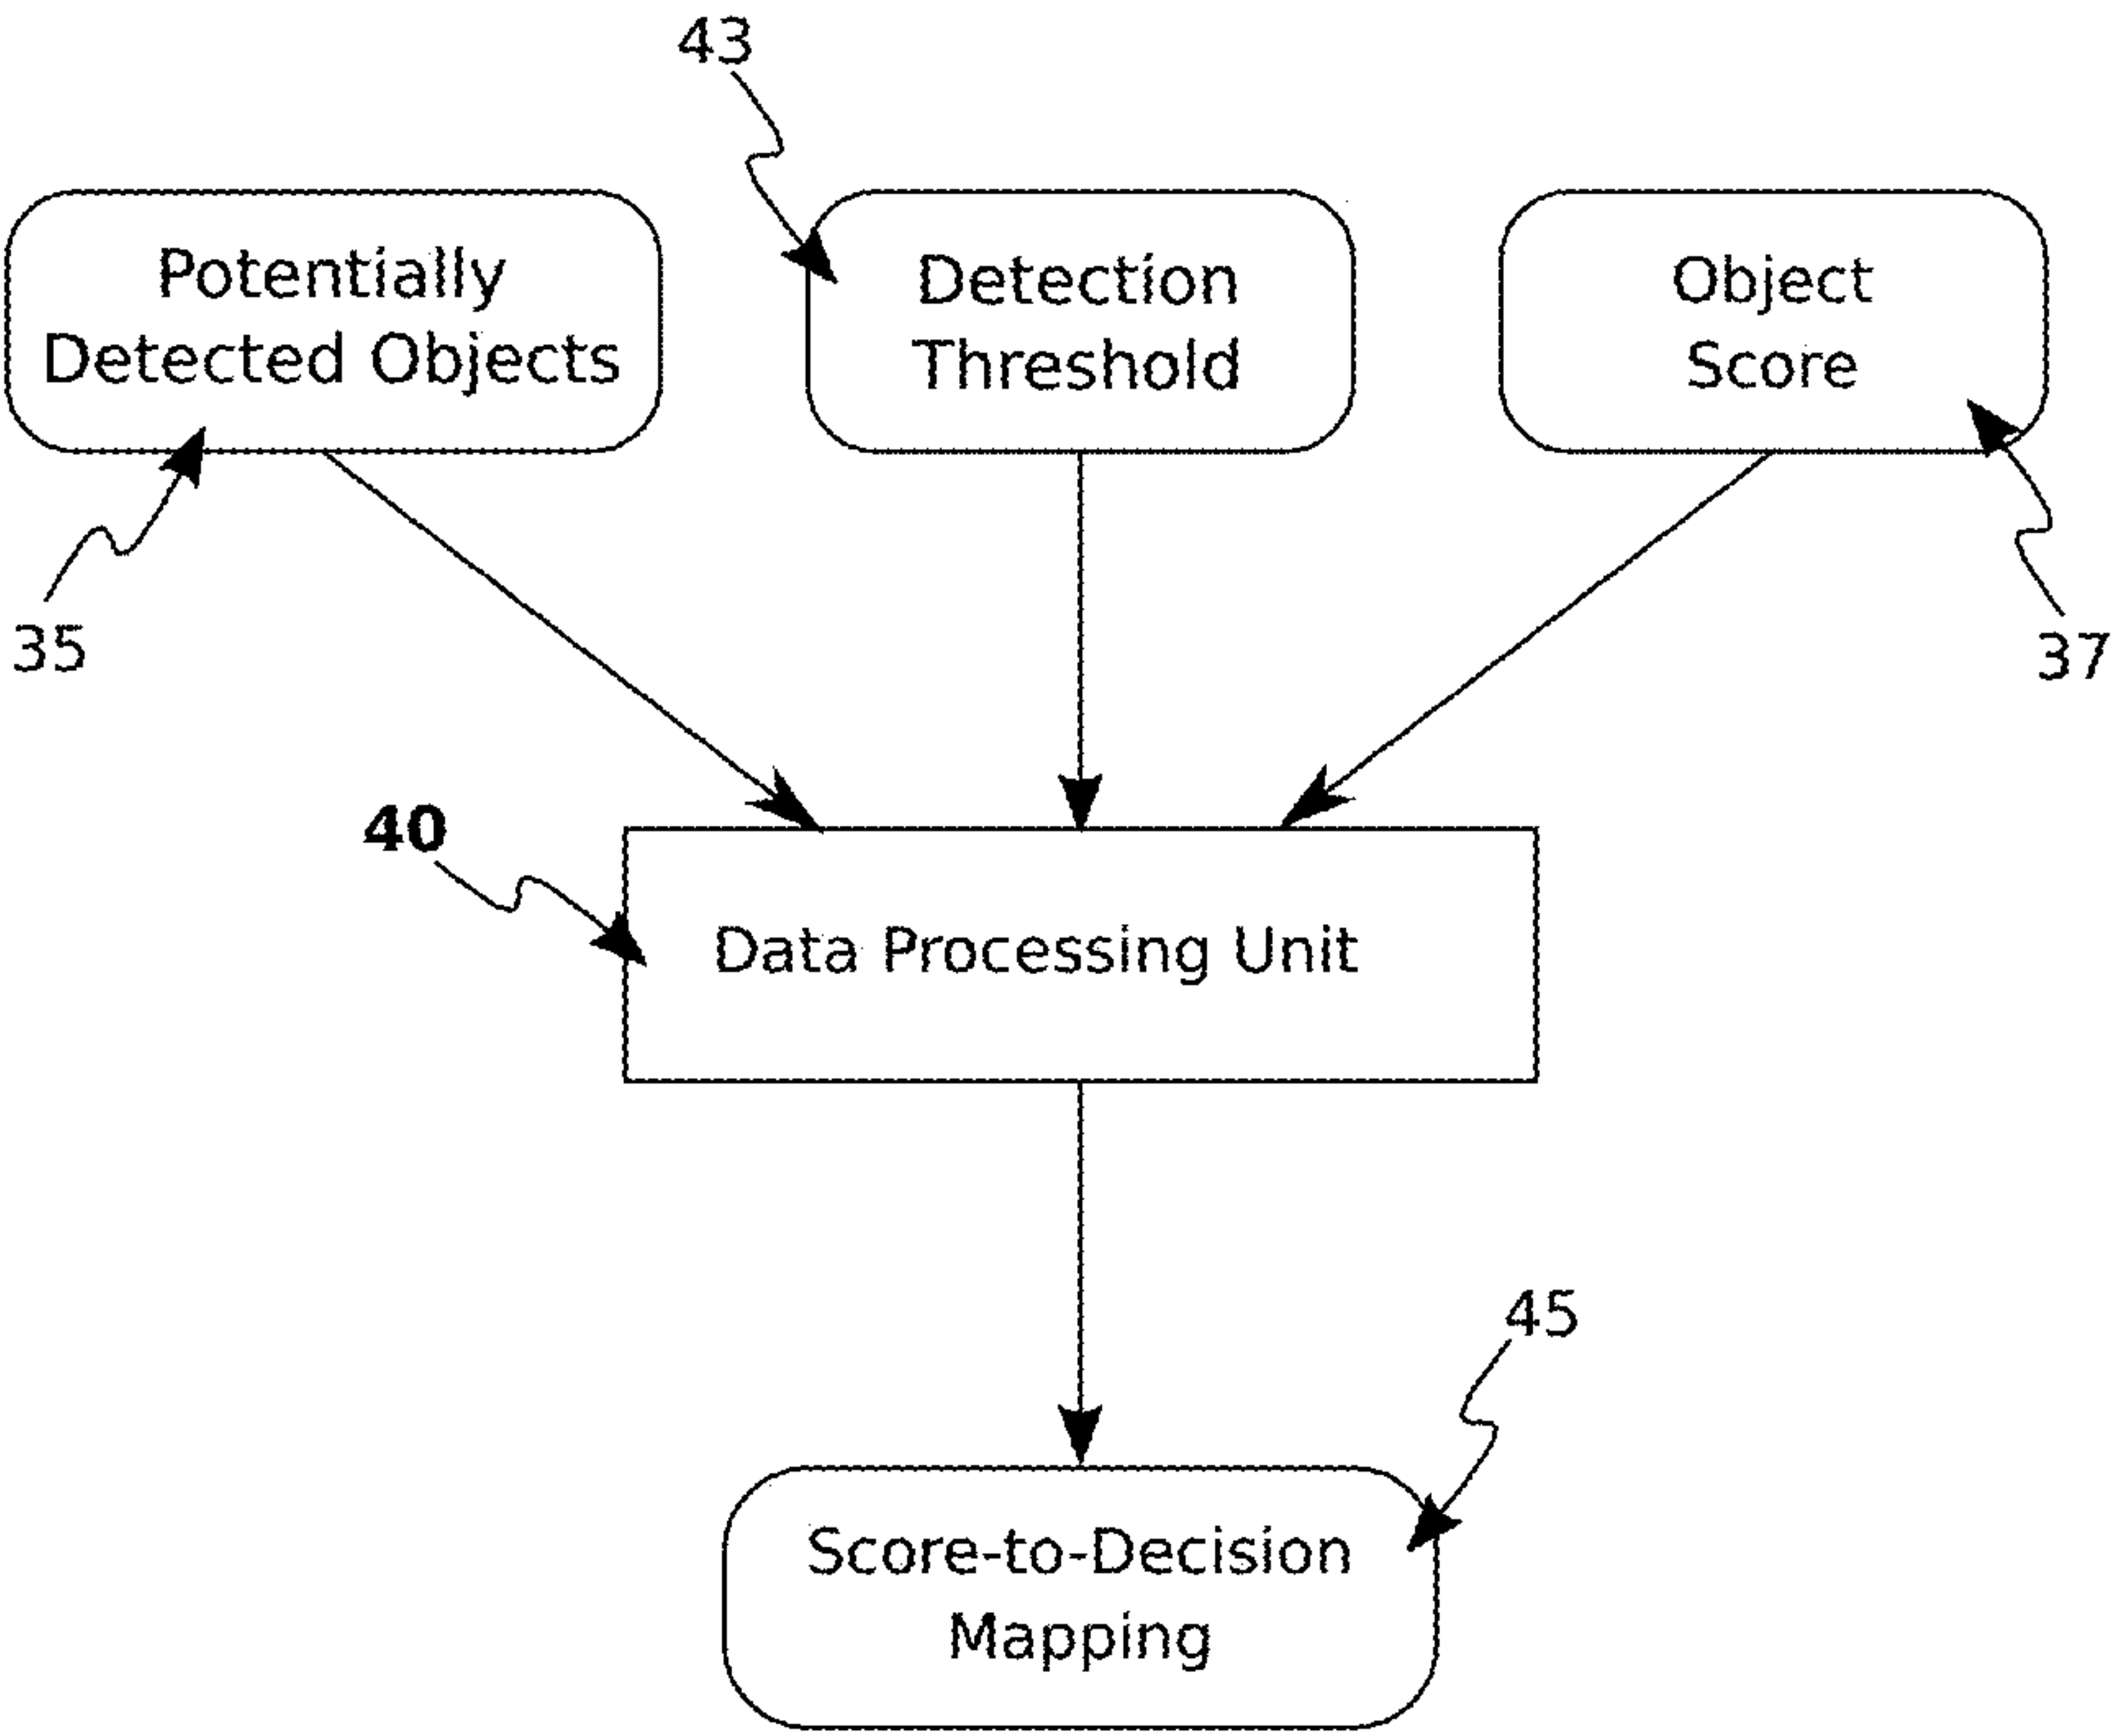 43
Potentially
Detected Objects
Detection
Threshold
Object
Score
35
37
40
Data Processing Unit
45
Score-to-Decision
Mapping